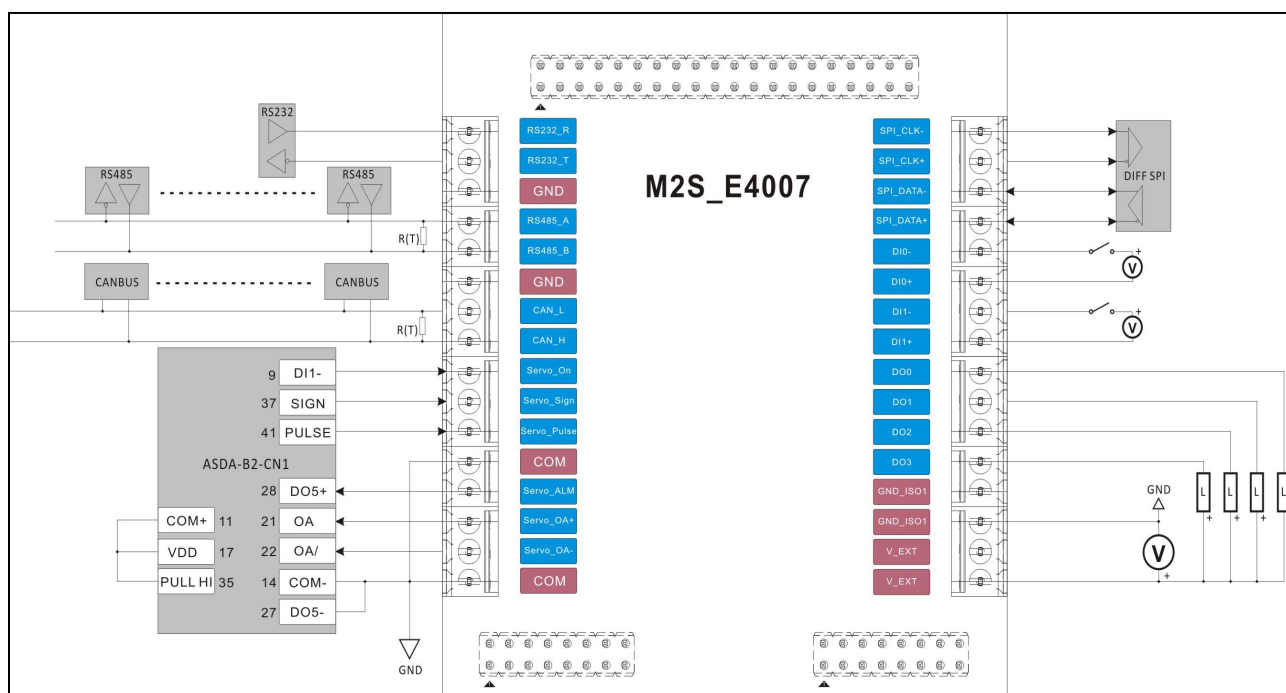 M2S_E4007
RS232
RS485
RS485
R(T)
CANBUS
CANBUS
R(T)
9 DI1-
37 SIGN
41 PULSE
ASDA-B2-CN1
28 DO5+
COM+ 11
21 OA
VDD 17
22 OA/
PULL HI 35
14 COM-
27 DO5-
GND
RS232_R
RS232_T
GND
RS485_A
RS485_B
GND
CAN_L
CAN_H
Servo_On
Servo_Sign
Servo_Pulse
COM
Servo_ALM
Servo_OA+
Servo_OA-
COM
SPI_CLK-
SPI_CLK+
SPI_DATA-
SPI_DATA+
DI0-
DI0+
DI1-
DI1+
DO0
DO1
DO2
DO3
GND_ISO1
GND_ISO1
V_EXT
V_EXT
DIFF SPI
+
V
+
V
GND
V
+
L
+
L
+
L
+
L